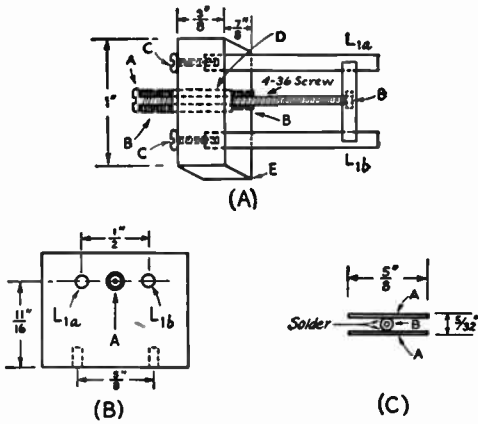 3/8"
7/8"
C
D
L1a
A
4-36 Screw
1"
B
B
B
C
L1b
E
(A)
1/2"
11/16"
L1a
L1b
A
5/8"
(B)
5/8"
A
5/32"
Solder
B
A
(C)